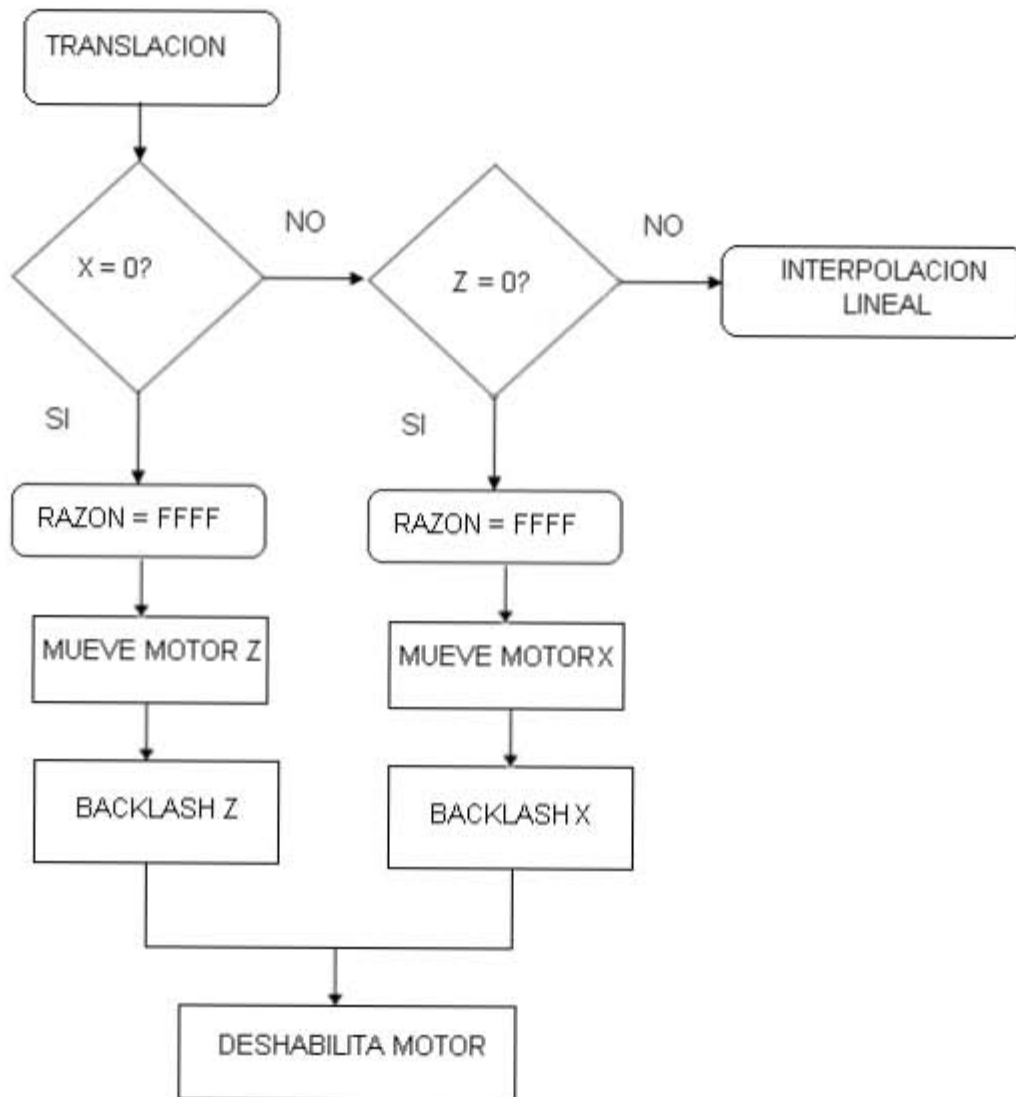 TRANSLACION
X = 0?
NO
Z = 0?
NO
INTERPOLACION
LINEAL
SI
SI
RAZON = FFFF
RAZON = FFFF
MUEVE MOTOR Z
MUEVE MOTOR X
BACKLASH Z
BACKLASH X
DESHABILITA MOTOR